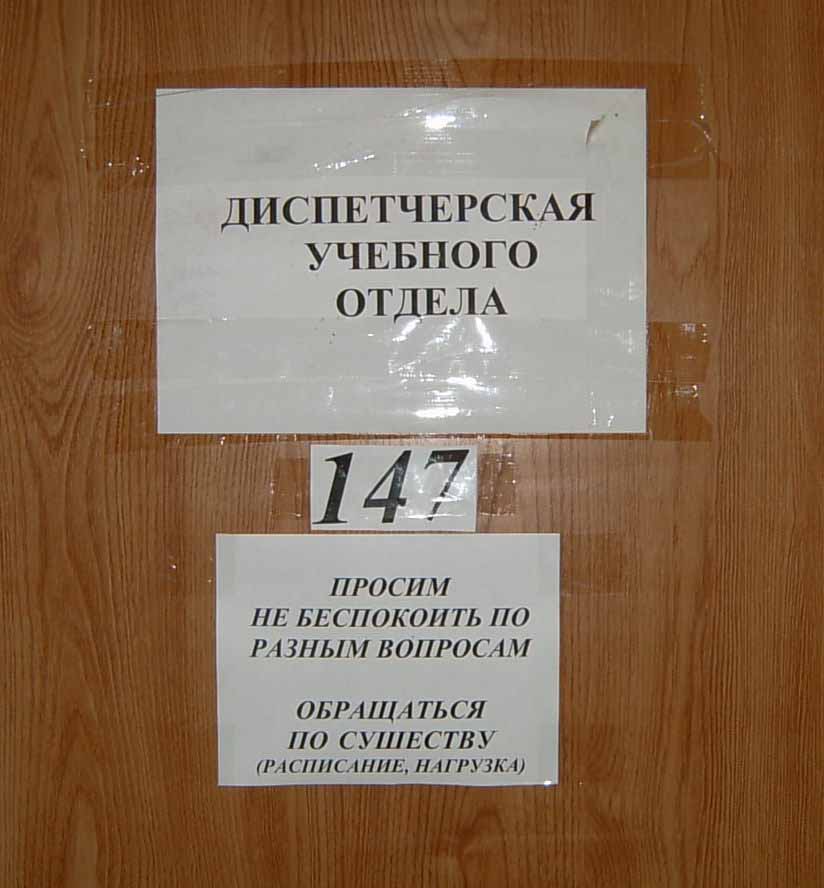 ДИСПЕТЧЕРСКАЯ
УЧЕБНОГО
ОТДЕЛА
147
ПРОСИМ
НЕ БЕСПОКОИТЬ ПО
РАЗНЫМ ВОПРОСАМ
ОБРАЩАТЬСЯ
ПО СУШЕСТВУ
(РАСПИСАНИЕ, НАГРУЗКА)